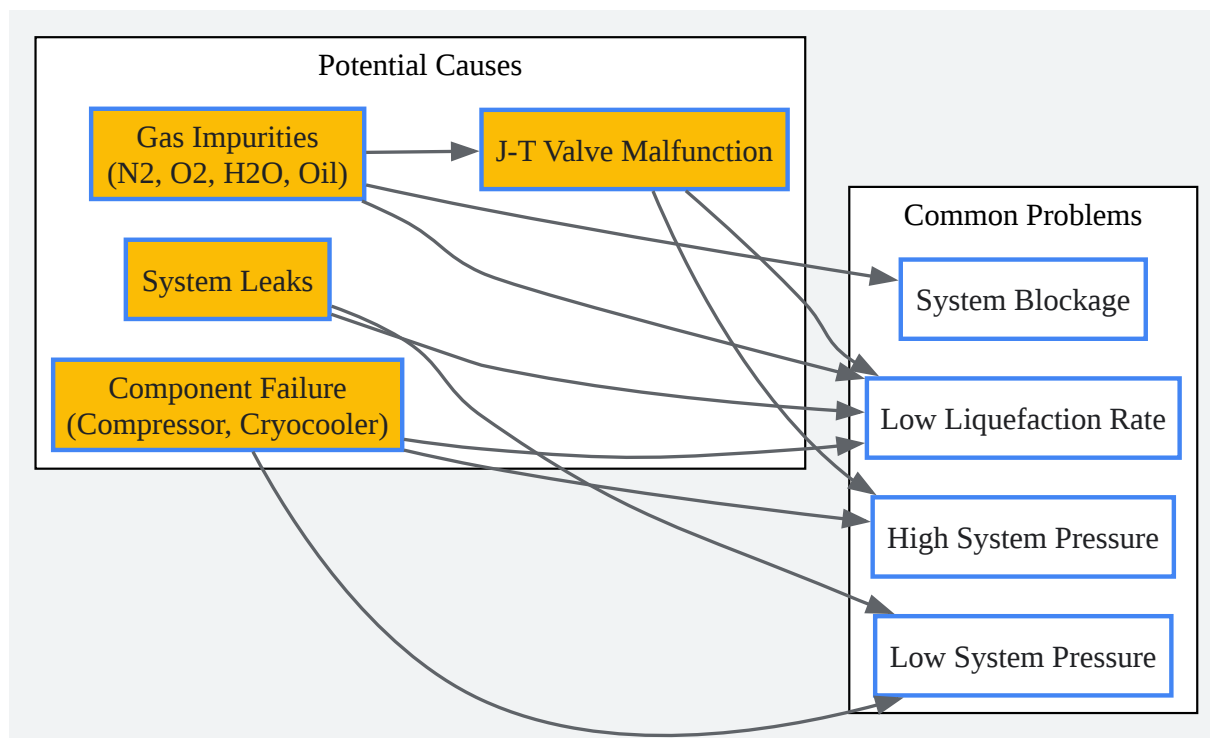 Potential Causes
Gas Impurities
(N2, O2, H2O, Oil)
J-T Valve Malfunction
System Leaks
Component Failure
(Compressor, Cryocooler)
Common Problems
System Blockage
Low Liquefaction Rate
High System Pressure
Low System Pressure